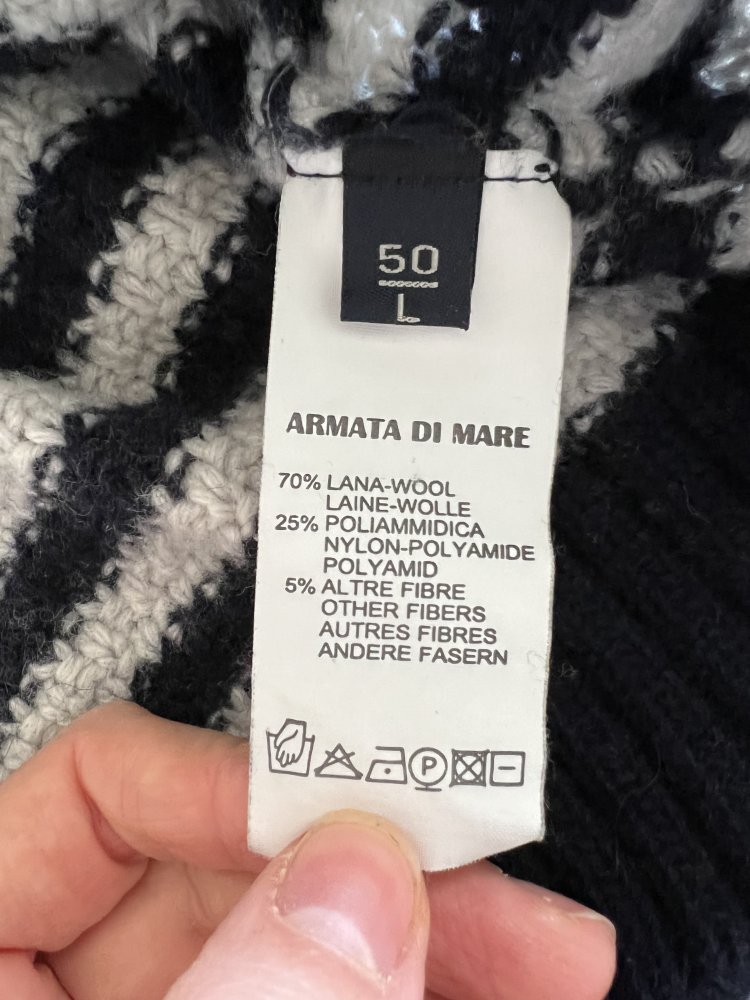 50
L
ARMATA DI MARE
70% LANA-WOOL
LAINE-WOLLE
25% POLIAMMIDICA
NYLON-POLYAMIDE
POLYAMID
5% ALTRE FIBRE
OTHER FIBERS
AUTRES FIBRES
ANDERE FASERN
P